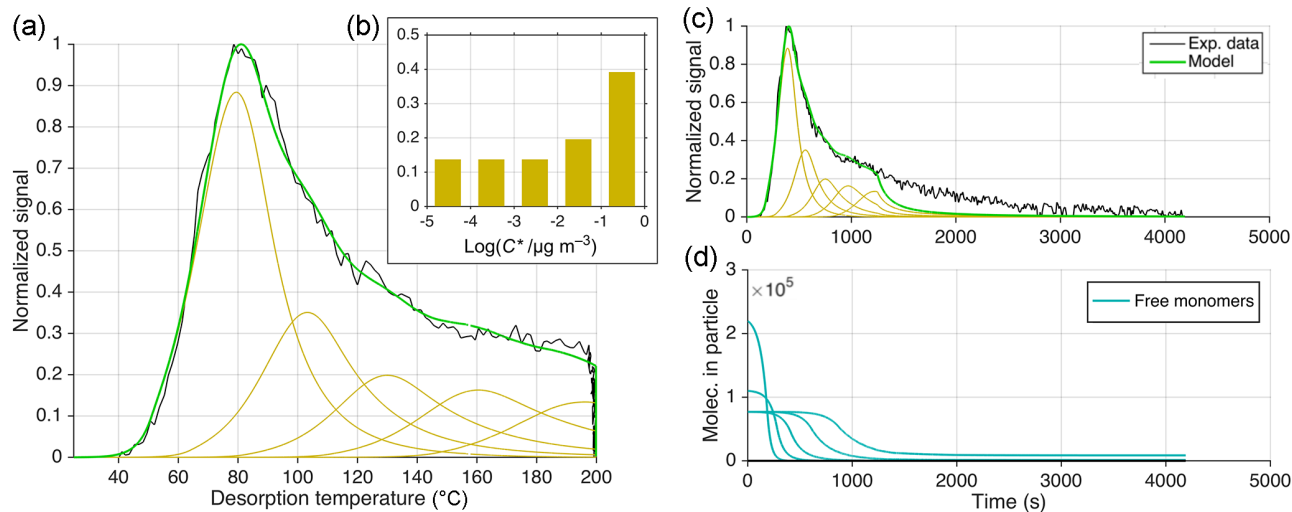 (a)
Normalized signal
1
0.9
0.8
0.7
0.6
0.5
0.4
0.3
0.2
0.1
0
40 60 80 100 120 140 160 180 200
Desorption temperature (°C)
(b)
0.5
0.4
0.3
0.2
0.1
0
-5 -4 -3 -2 -1 0
Log(C* /µg m–3)
(c)
Normalized signal
1
0.8
0.6
0.4
0.2
0
0 1000 2000 3000 4000 5000
Exp. data
Model
(d)
Molec. in particle
3
×10^5
2
1
0
0 1000 2000 3000 4000 5000
Time (s)
Free monomers